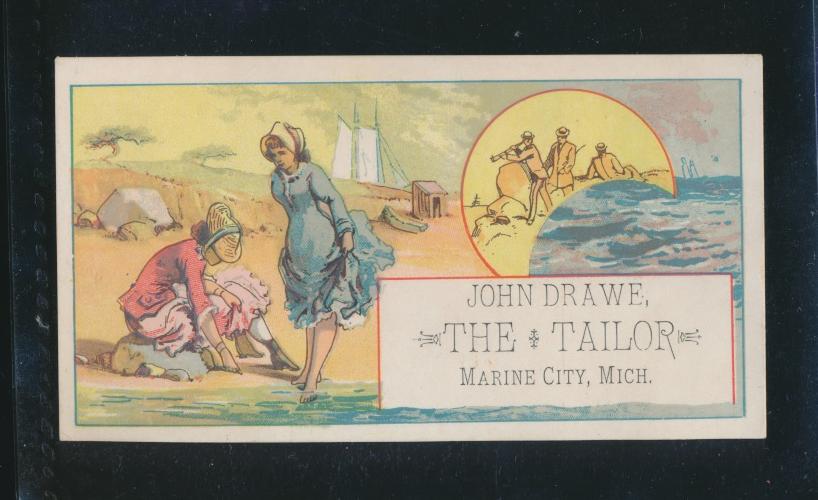 JOHN DRAWE,
THE TAILOR
MARINE CITY, MICH.